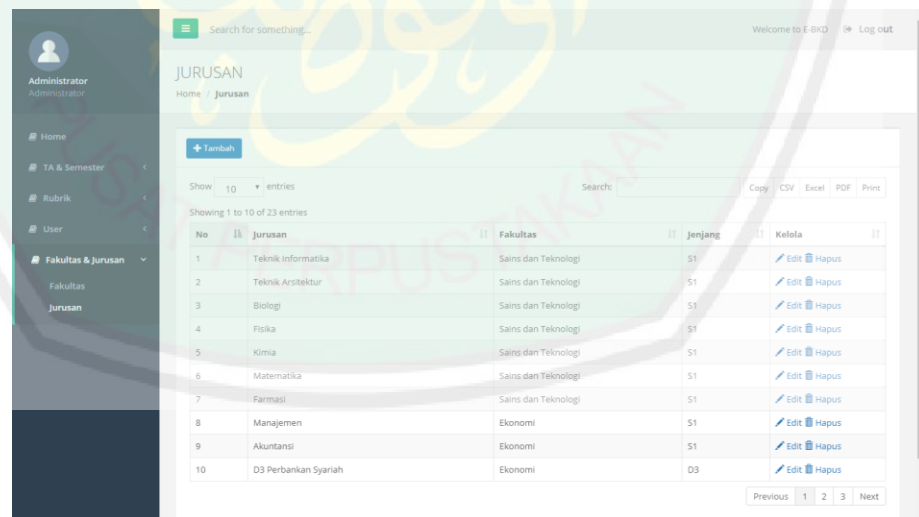 Search for something...
Welcome to E-BKD Log out
Administrator
Administrator
Home
TA & Semester
Rubrik
User
Fakultas & Jurusan
Fakultas
Jurusan
JURUSAN
Home / Jurusan
Tambah
Show 10 entries
Search:
Copy CSV Excel PDF Print
Showing 1 to 10 of 23 entries
No Jurusan Fakultas Jenjang Kelola
1 Teknik Informatika Sains dan Teknologi S1 Edit Hapus
2 Teknik Arsitektur Sains dan Teknologi S1 Edit Hapus
3 Biologi Sains dan Teknologi S1 Edit Hapus
4 Fisika Sains dan Teknologi S1 Edit Hapus
5 Kimia Sains dan Teknologi S1 Edit Hapus
6 Matematika Sains dan Teknologi S1 Edit Hapus
7 Farmasi Sains dan Teknologi S1 Edit Hapus
8 Manajemen Ekonomi S1 Edit Hapus
9 Akuntansi Ekonomi S1 Edit Hapus
10 D3 Perbankan Syariah Ekonomi D3 Edit Hapus
Previous 1 2 3 Next
PUSAT PERPUSTAKAAN